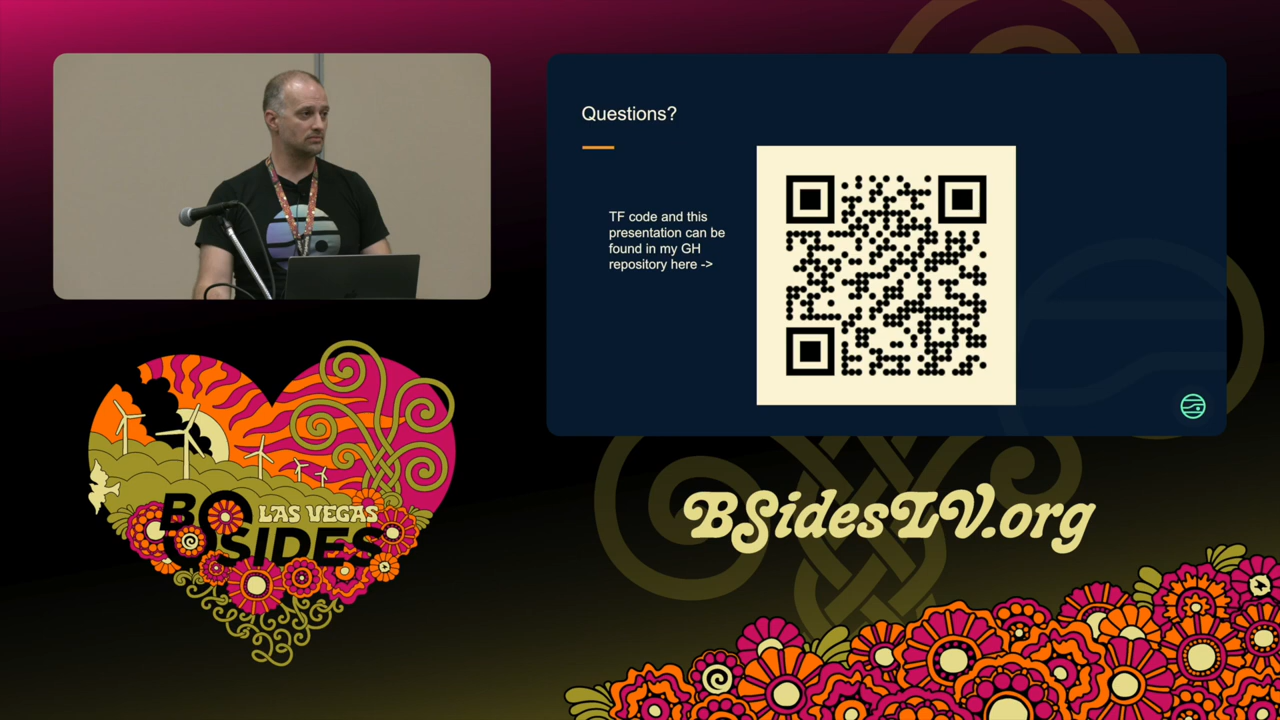 Questions?
TF code and this
presentation can be
found in my GH
repository here ->
BSIDES
LAS VEGAS
BSidesLV.org